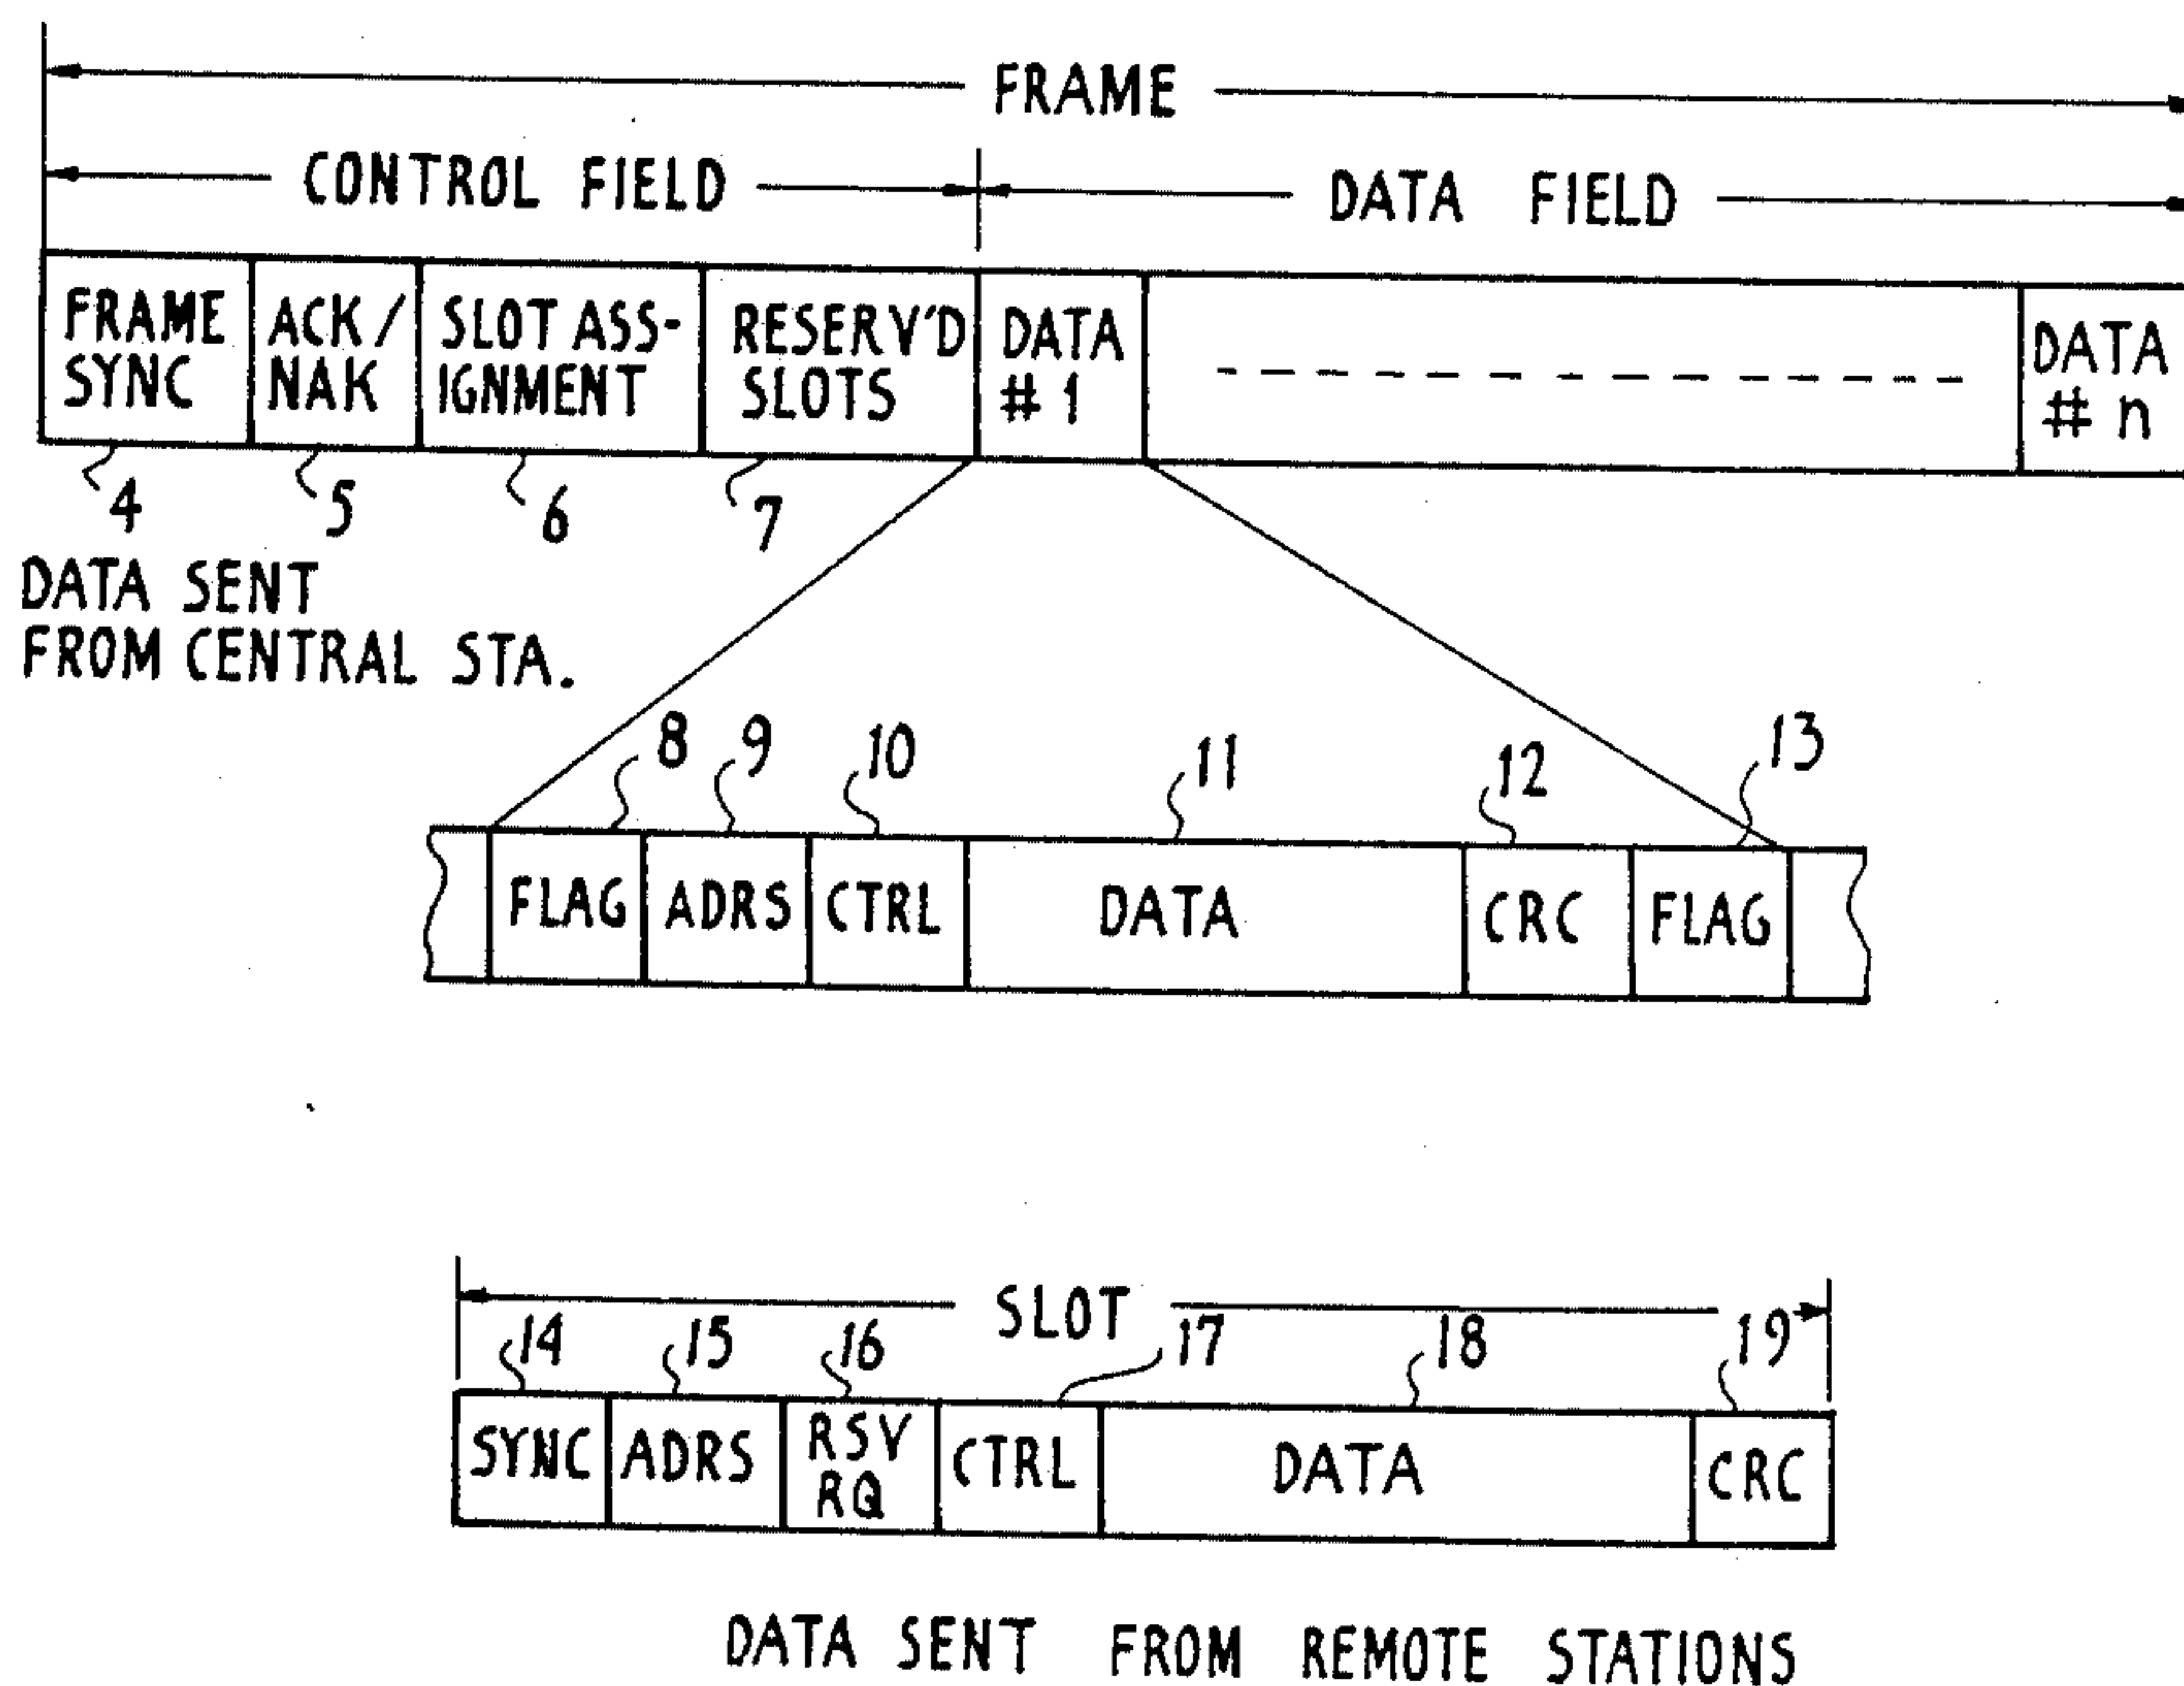 FRAME
CONTROL FIELD
DATA FIELD
FRAME
SYNC
ACK/
NAK
SLOT ASS-
IGNMENT
RESERV'D
SLOTS
DATA
#1
DATA
#n
4
5
6
7
DATA SENT
FROM CENTRAL STA.
8
9
10
11
12
13
FLAG
ADRS
CTRL
DATA
CRC
FLAG
SLOT
14
15
16
17
18
19
SYNC
ADRS
RSV
RQ
CTRL
DATA
CRC
DATA SENT FROM REMOTE STATIONS